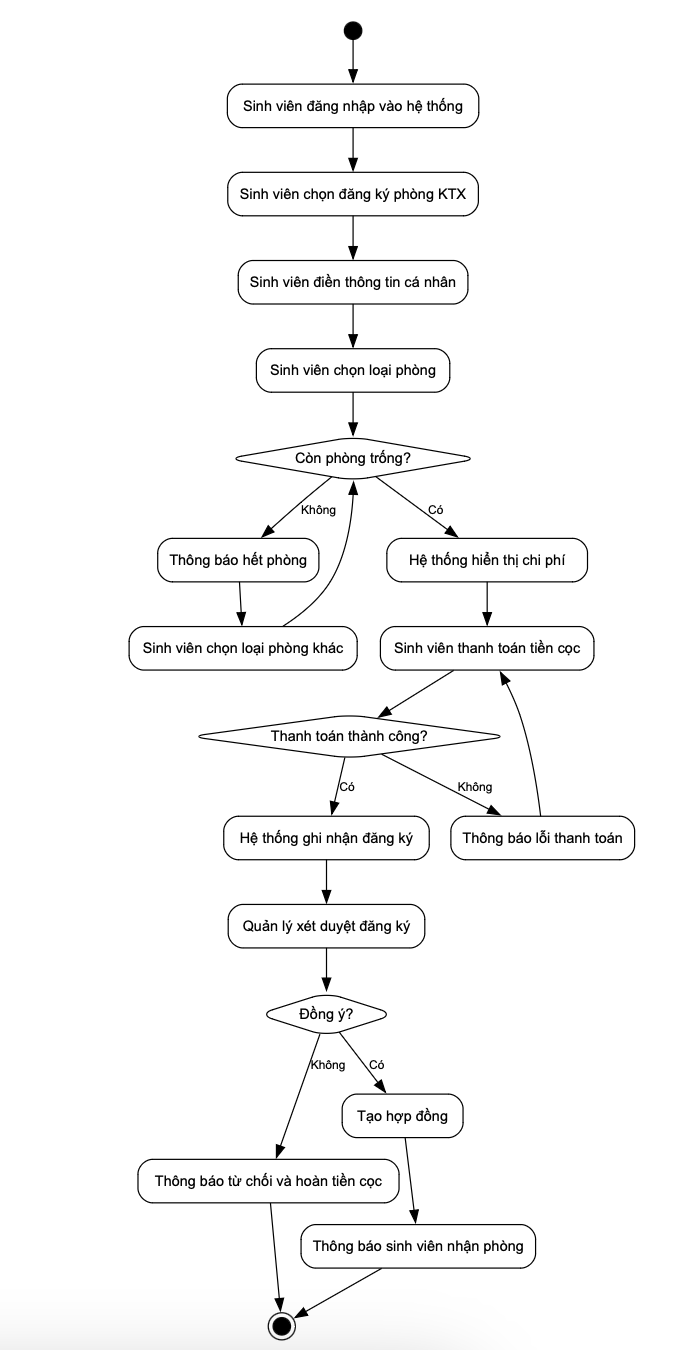 Sinh viên đăng nhập vào hệ thống
Sinh viên chọn đăng ký phòng KTX
Sinh viên điền thông tin cá nhân
Sinh viên chọn loại phòng
Còn phòng trống?
Không
Có
Thông báo hết phòng
Hệ thống hiển thị chi phí
Sinh viên chọn loại phòng khác
Sinh viên thanh toán tiền cọc
Thanh toán thành công?
Có
Không
Hệ thống ghi nhận đăng ký
Thông báo lỗi thanh toán
Quản lý xét duyệt đăng ký
Đồng ý?
Không
Có
Tạo hợp đồng
Thông báo từ chối và hoàn tiền cọc
Thông báo sinh viên nhận phòng